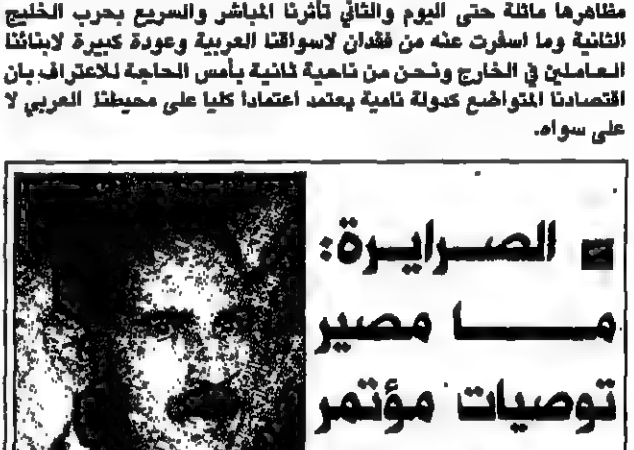 مظاهرها ماثلة حتى اليوم والثاني تأثرنا المباشر والسريع بحرب الخليج
الثانية وما اسفرت عنه من فقدان لاسواقنا العربية وعودة كبيرة لابنائنا
العاملين في الخارج ونحن من ناحية ثانية بأمس الحاجة للاعتراف بان
اقتصادنا المتواضع كدولة نامية يعتمد اعتمادا كليا على محيطنا العربي لا
على سواه.
الصرايرة:
ما مصير
توصيات مؤتمر